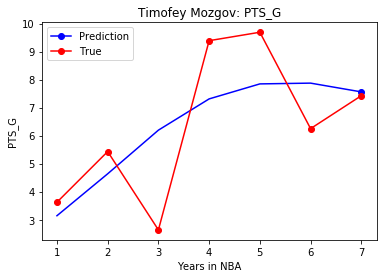 Timofey Mozgov: PTS_G
Prediction
True
PTS_G
10
9
8
7
6
5
4
3
1 2 3 4 5 6 7
Years in NBA